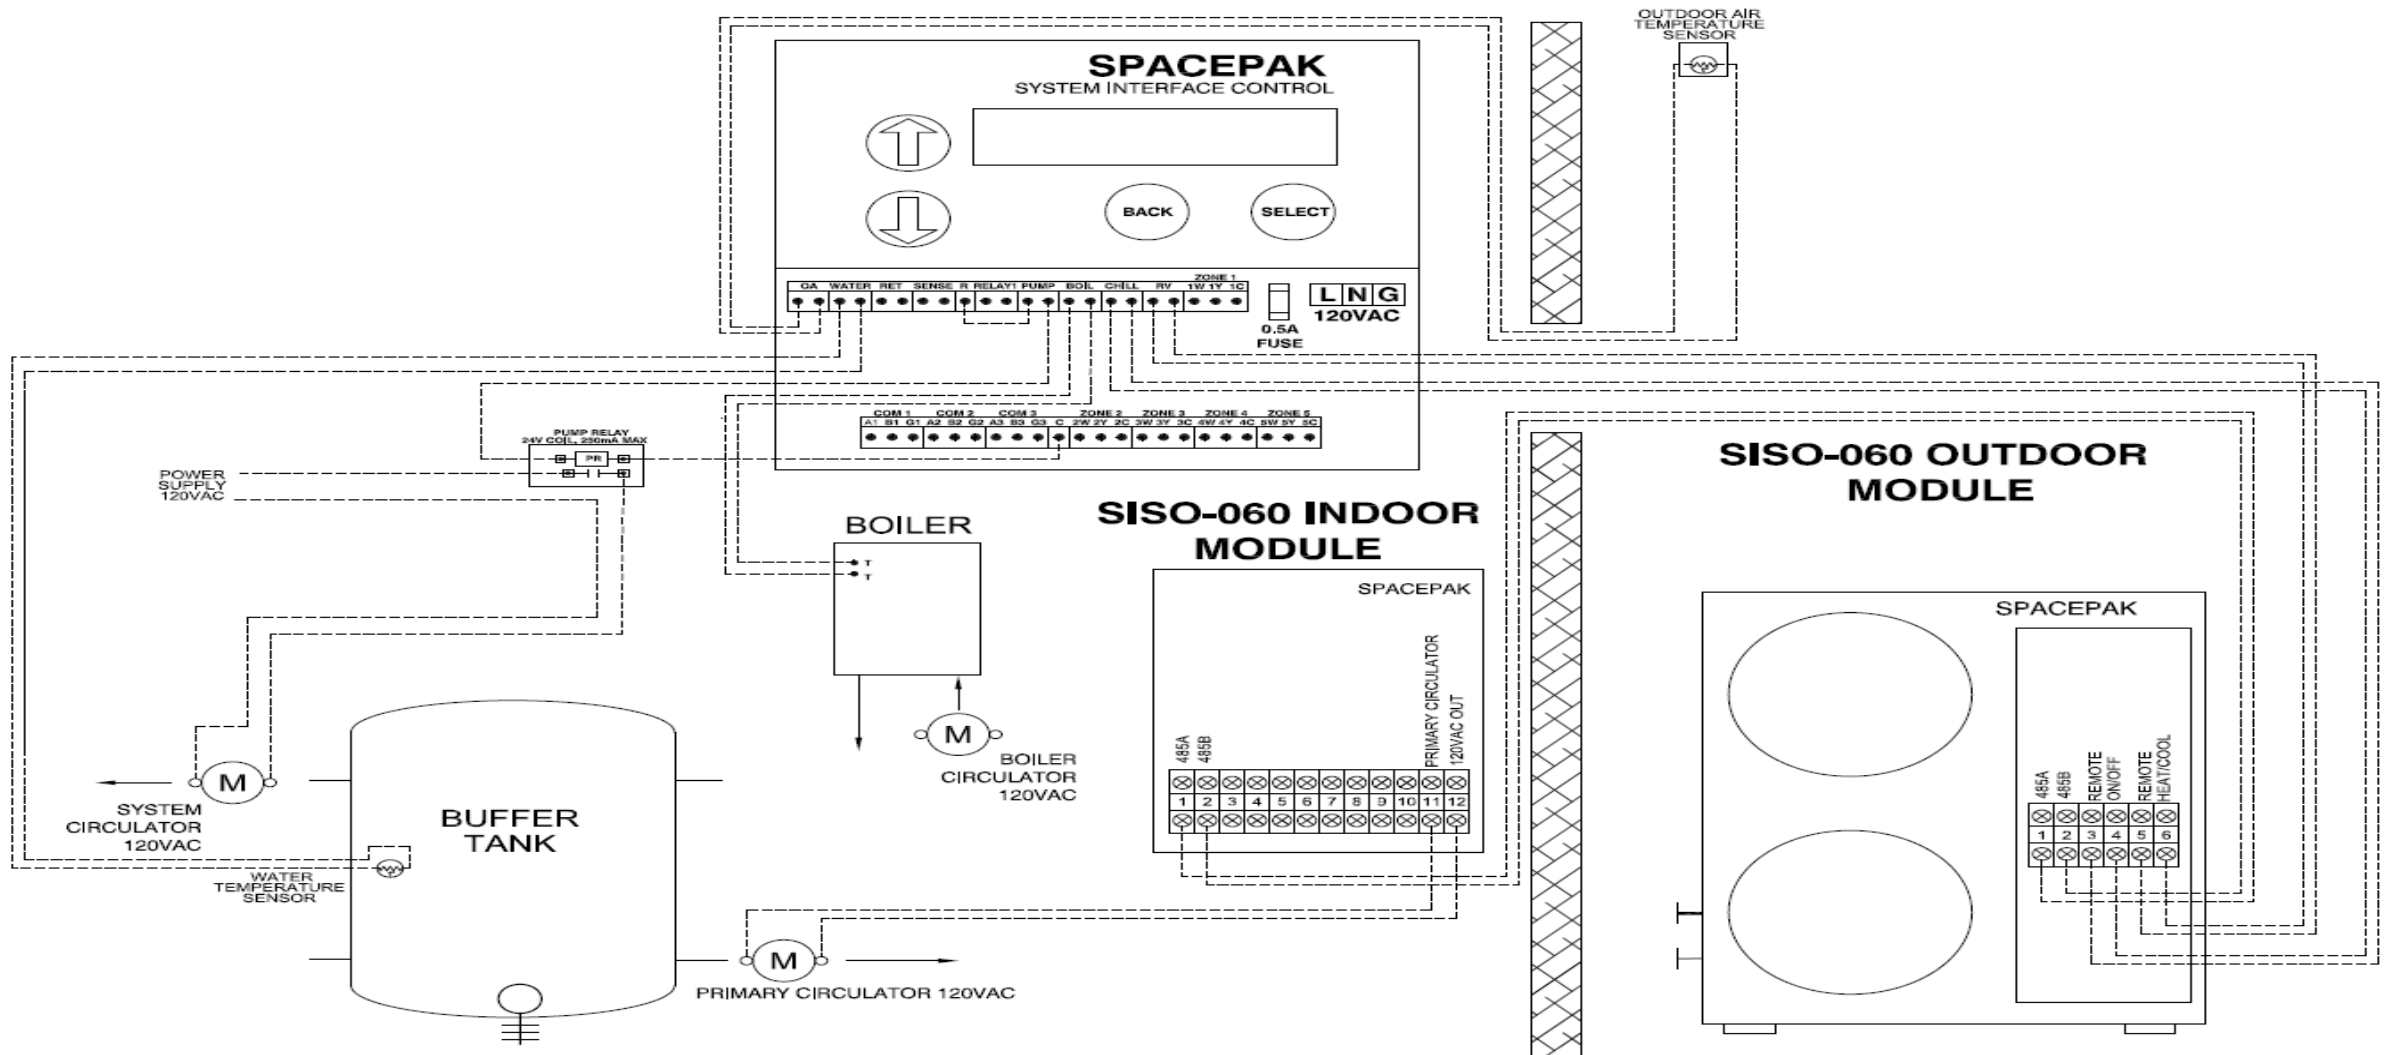 OUTDOOR AIR
TEMPERATURE
SENSOR
SPACEPAK
SYSTEM INTERFACE CONTROL
BACK
SELECT
ZONE 1
OA WATER RET SENSE R RELAY1 PUMP BOIL CHILL RV 1W 1Y 1C
L N G
120VAC
0.5A
FUSE
COM 1 COM 2 COM 3 ZONE 2 ZONE 3 ZONE 4 ZONE 5
A1 B1 G1 A2 B2 G2 A3 B3 G3 C 2W 2Y 2C 3W 3Y 3C 4W 4Y 4C 5W 5Y 5C
PUMP RELAY
24V COIL, 250mA MAX
PR
POWER
SUPPLY
120VAC
SISO-060 OUTDOOR
MODULE
SISO-060 INDOOR
MODULE
BOILER
T
T
SPACEPAK
SPACEPAK
485A
485B
PRIMARY CIRCULATOR
120VAC OUT
1 2 3 4 5 6 7 8 9 10 11 12
485A
485B
REMOTE
ON/OFF
REMOTE
HEAT/COOL
1 2 3 4 5 6
M
BOILER
CIRCULATOR
120VAC
M
SYSTEM
CIRCULATOR
120VAC
BUFFER
TANK
WATER
TEMPERATURE
SENSOR
M
PRIMARY CIRCULATOR 120VAC